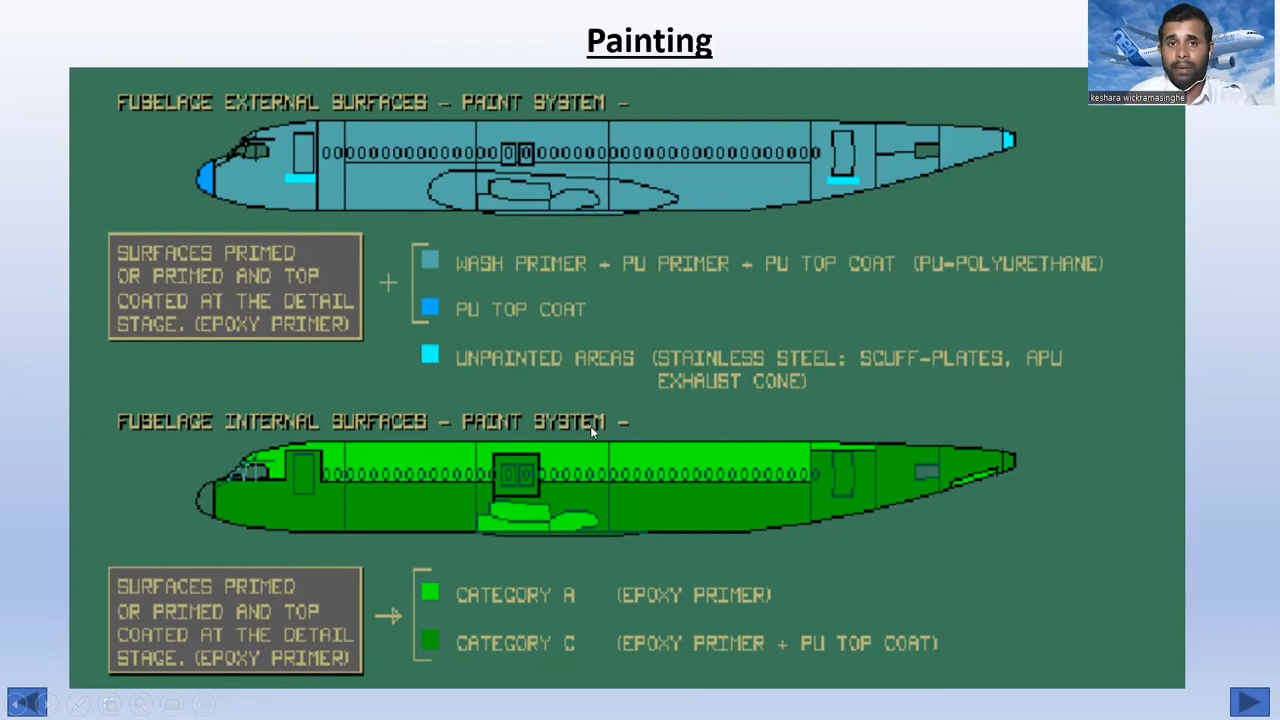 Painting
keshara wickramasinghe
FUSELAGE EXTERNAL SURFACES - PAINT SYSTEM -
SURFACES PRIMED
OR PRIMED AND TOP
COATED AT THE DETAIL
STAGE. (EPOXY PRIMER)
+
WASH PRIMER + PU PRIMER + PU TOP COAT (PU-POLYURETHANE)
PU TOP COAT
UNPAINTED AREAS (STAINLESS STEEL: SCUFF-PLATES, APU
EXHAUST CONE)
FUSELAGE INTERNAL SURFACES - PAINT SYSTEM -
SURFACES PRIMED
OR PRIMED AND TOP
COATED AT THE DETAIL
STAGE. (EPOXY PRIMER)
CATEGORY A (EPOXY PRIMER)
CATEGORY C (EPOXY PRIMER + PU TOP COAT)